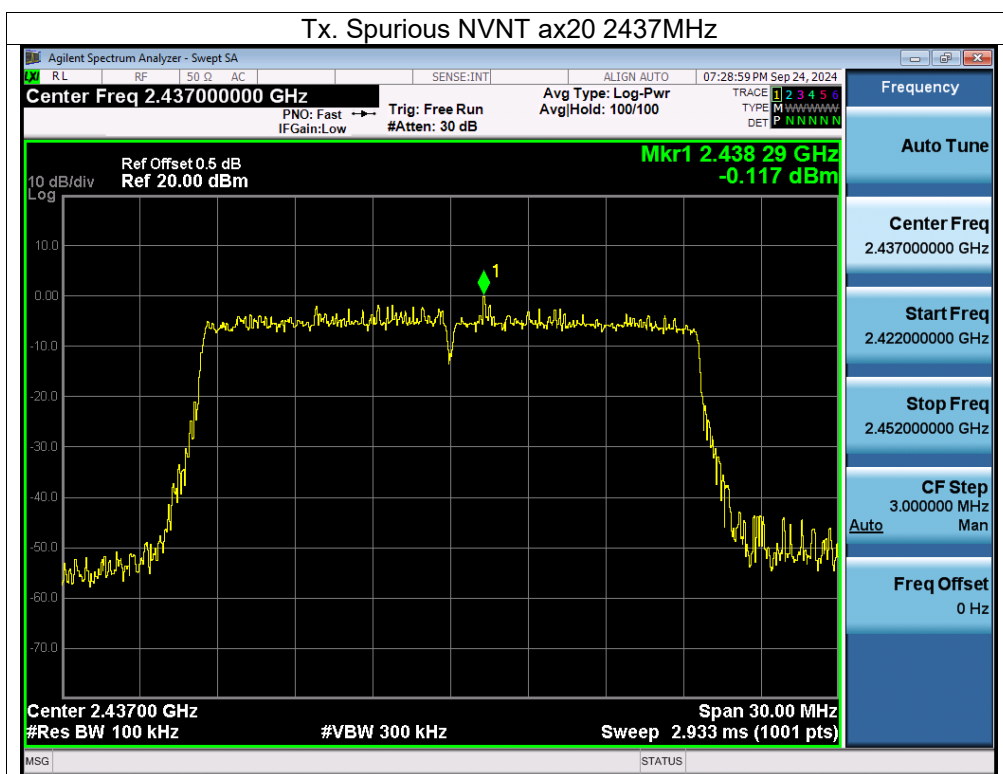 Tx. Spurious NVNT ax20 2437MHz
Agilent Spectrum Analyzer - Swept SA
LXI RL RF 50 Ω AC SENSE:INT ALIGN AUTO 07:28:59 PM Sep 24, 2024
Center Freq 2.437000000 GHz
PNO: Fast
IFGain:Low
Trig: Free Run
#Atten: 30 dB
Avg Type: Log-Pwr
Avg|Hold: 100/100
TRACE 1 2 3 4 5 6
TYPE M WWWWW
DET P N N N N N
Mkr1 2.438 29 GHz
-0.117 dBm
Ref Offset 0.5 dB
10 dB/div Ref 20.00 dBm
Log
1
10.0
0.00
-10.0
-20.0
-30.0
-40.0
-50.0
-60.0
-70.0
Center 2.43700 GHz Span 30.00 MHz
#Res BW 100 kHz #VBW 300 kHz Sweep 2.933 ms (1001 pts)
MSG STATUS
Frequency
Auto Tune
Center Freq
2.437000000 GHz
Start Freq
2.422000000 GHz
Stop Freq
2.452000000 GHz
CF Step
3.000000 MHz
Auto Man
Freq Offset
0 Hz